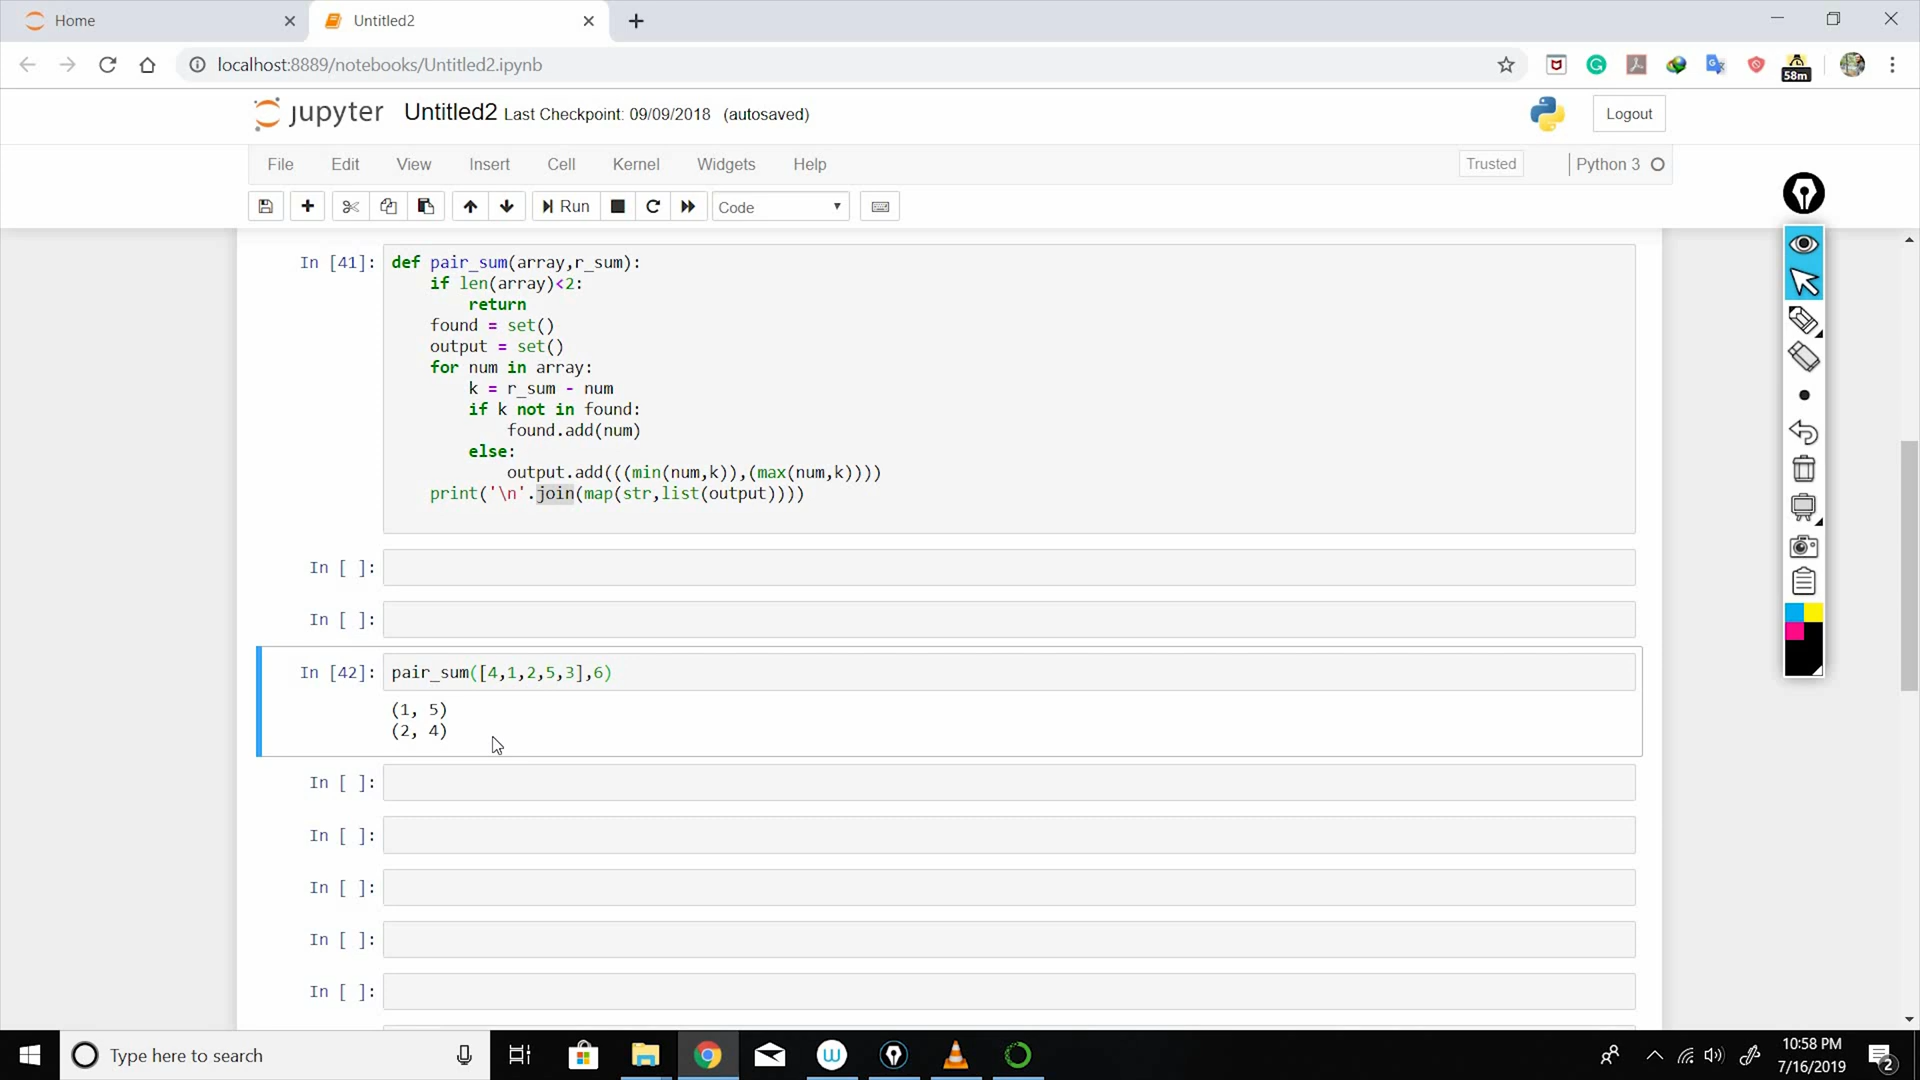 Home
Untitled2
localhost:8889/notebooks/Untitled2.ipynb
58m
jupyter Untitled2 Last Checkpoint: 09/09/2018 (autosaved)
Logout
File Edit View Insert Cell Kernel Widgets Help
Trusted
Python 3
Run
Code
In [41]:
def pair_sum(array,r_sum):
    if len(array)<2:
        return
    found = set()
    output = set()
    for num in array:
        k = r_sum - num
        if k not in found:
            found.add(num)
        else:
            output.add(((min(num,k)),(max(num,k))))
    print('\n'.join(map(str,list(output))))
In [ ]:
In [ ]:
In [42]:
pair_sum([4,1,2,5,3],6)
(1, 5)
(2, 4)
In [ ]:
In [ ]:
In [ ]:
In [ ]:
In [ ]:
Type here to search
10:58 PM
7/16/2019
2